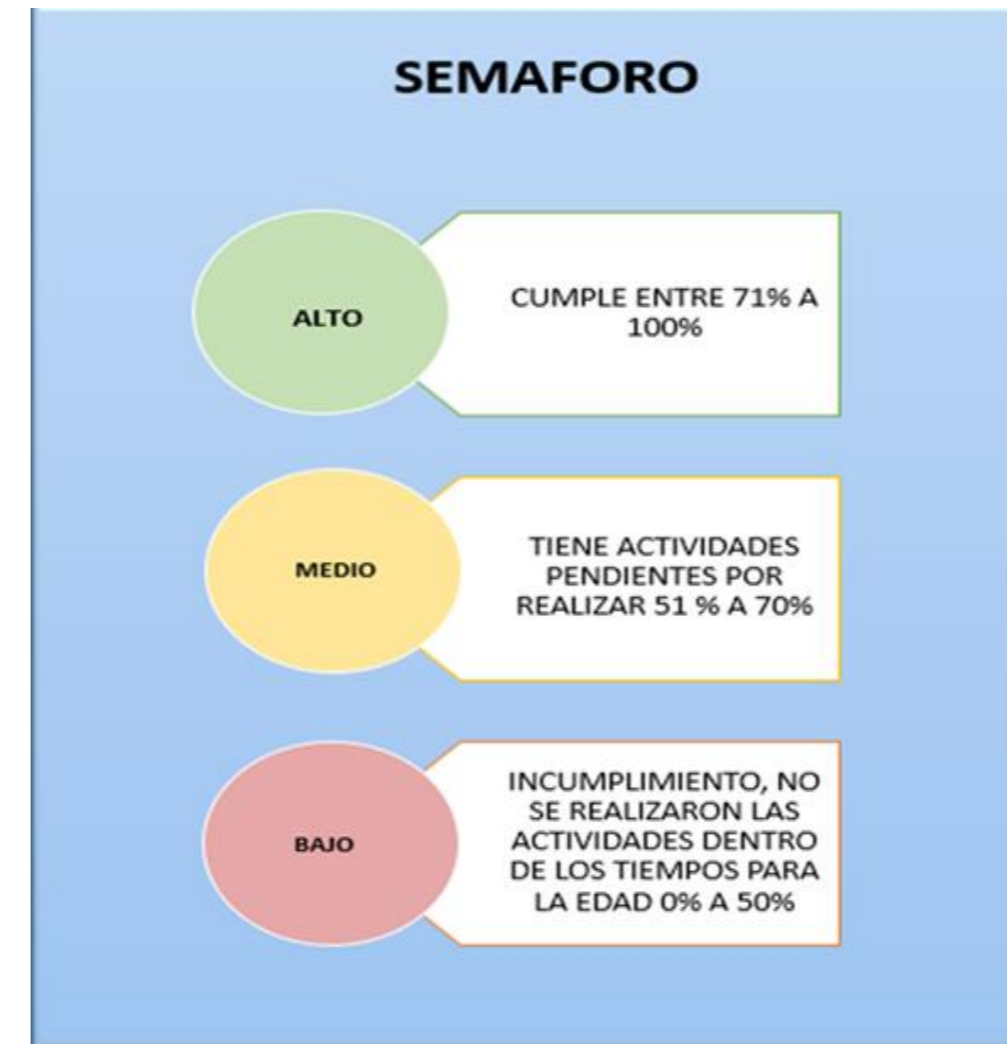 SEMAFORO
ALTO
CUMPLE ENTRE 71% A
100%
MEDIO
TIENE ACTIVIDADES
PENDIENTES POR
REALIZAR 51 % A 70%
BAJO
INCUMPLIMIENTO, NO
SE REALIZARON LAS
ACTIVIDADES DENTRO
DE LOS TIEMPOS PARA
LA EDAD 0% A 50%